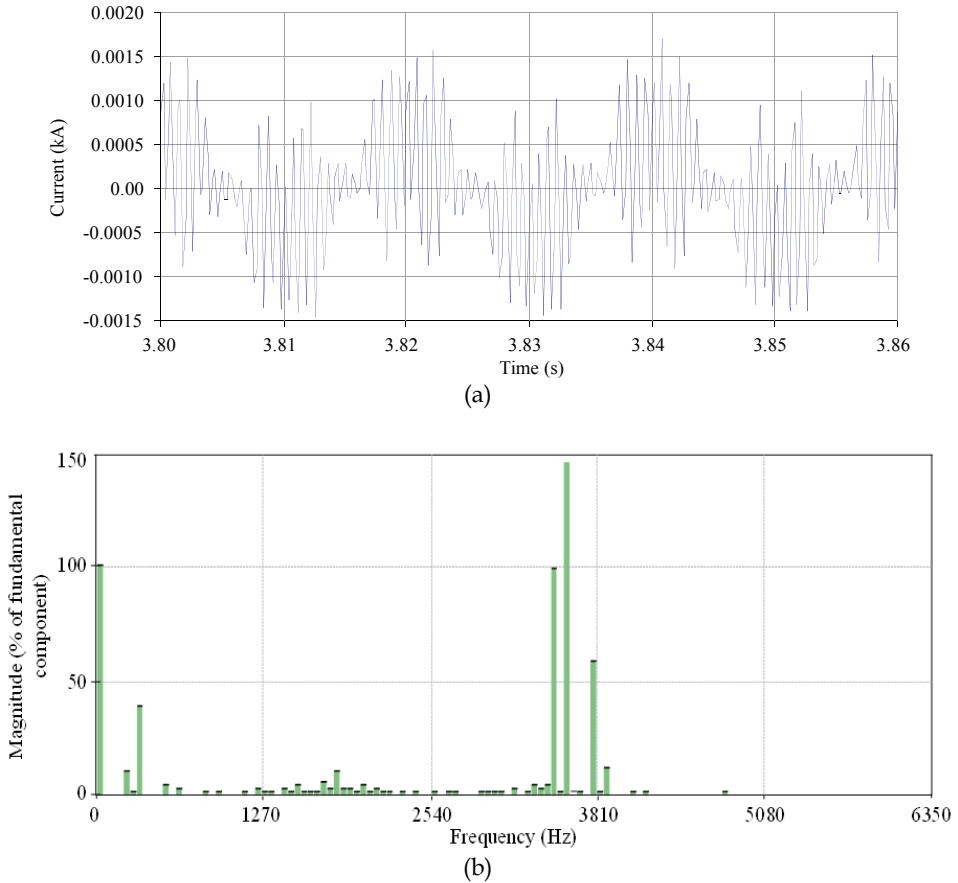 0.0020
0.0015
0.0010
0.0005
0.00
-0.0005
-0.0010
-0.0015
Current (kA)
3.80 3.81 3.82 3.83 3.84 3.85 3.86
Time (s)
(a)
150
100
50
0
Magnitude (% of fundamental
component)
0 1270 2540 3810 5080 6350
Frequency (Hz)
(b)